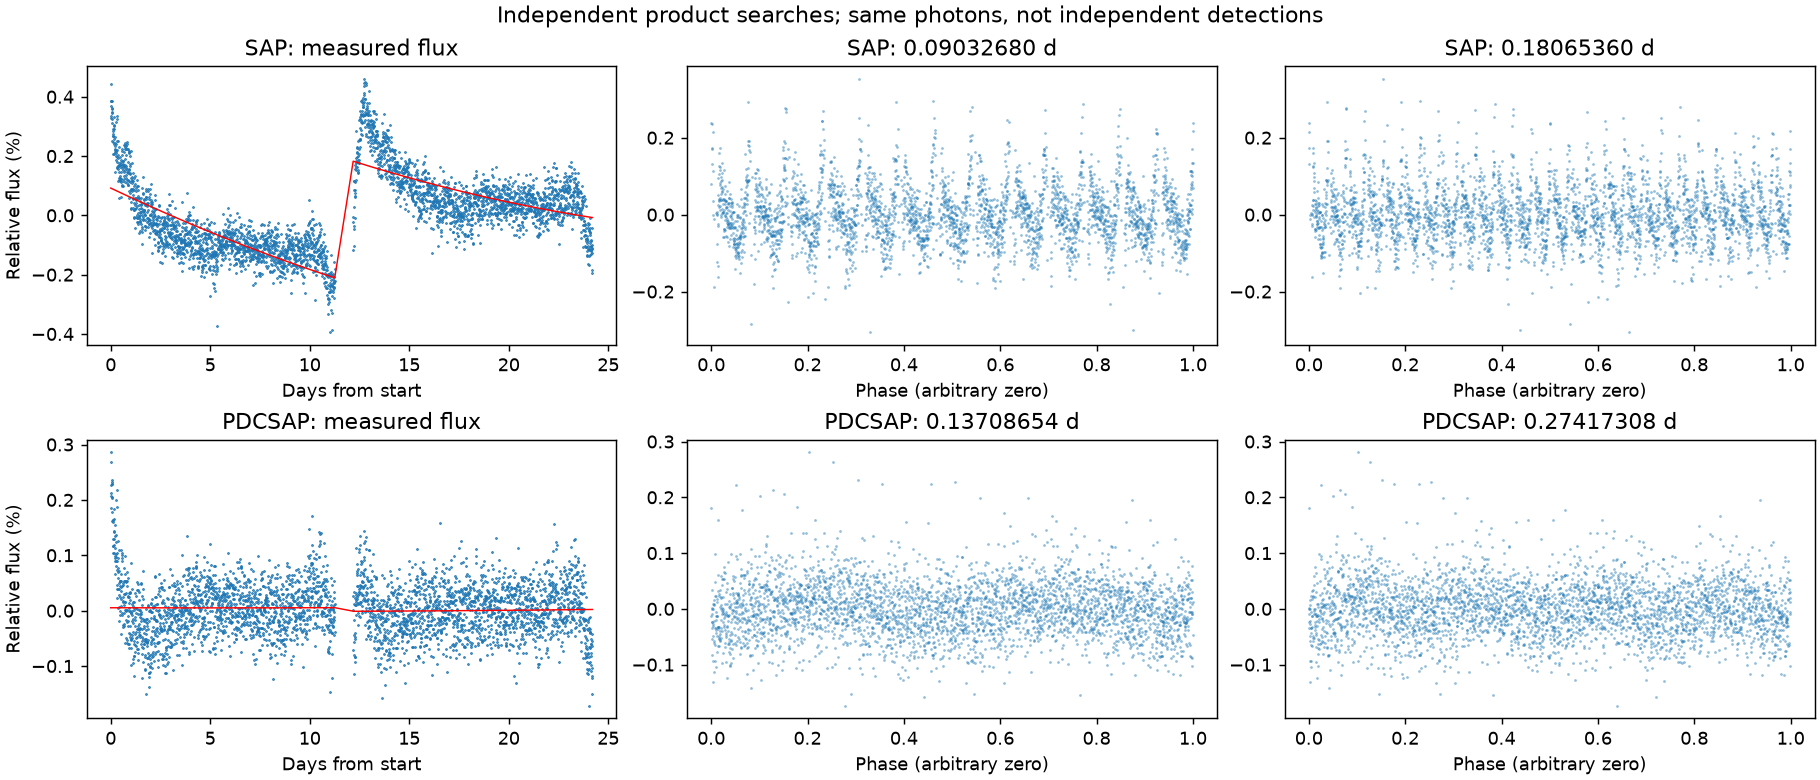 Independent product searches; same photons, not independent detections
SAP: measured flux
SAP: 0.09032680 d
SAP: 0.18065360 d
Relative flux (%)
0.4
0.2
0.0
−0.2
−0.4
0 5 10 15 20 25
Days from start
0.2
0.0
−0.2
0.0 0.2 0.4 0.6 0.8 1.0
Phase (arbitrary zero)
0.2
0.0
−0.2
0.0 0.2 0.4 0.6 0.8 1.0
Phase (arbitrary zero)
PDCSAP: measured flux
PDCSAP: 0.13708654 d
PDCSAP: 0.27417308 d
Relative flux (%)
0.3
0.2
0.1
0.0
−0.1
0 5 10 15 20 25
Days from start
0.3
0.2
0.1
0.0
−0.1
0.0 0.2 0.4 0.6 0.8 1.0
Phase (arbitrary zero)
0.3
0.2
0.1
0.0
−0.1
0.0 0.2 0.4 0.6 0.8 1.0
Phase (arbitrary zero)